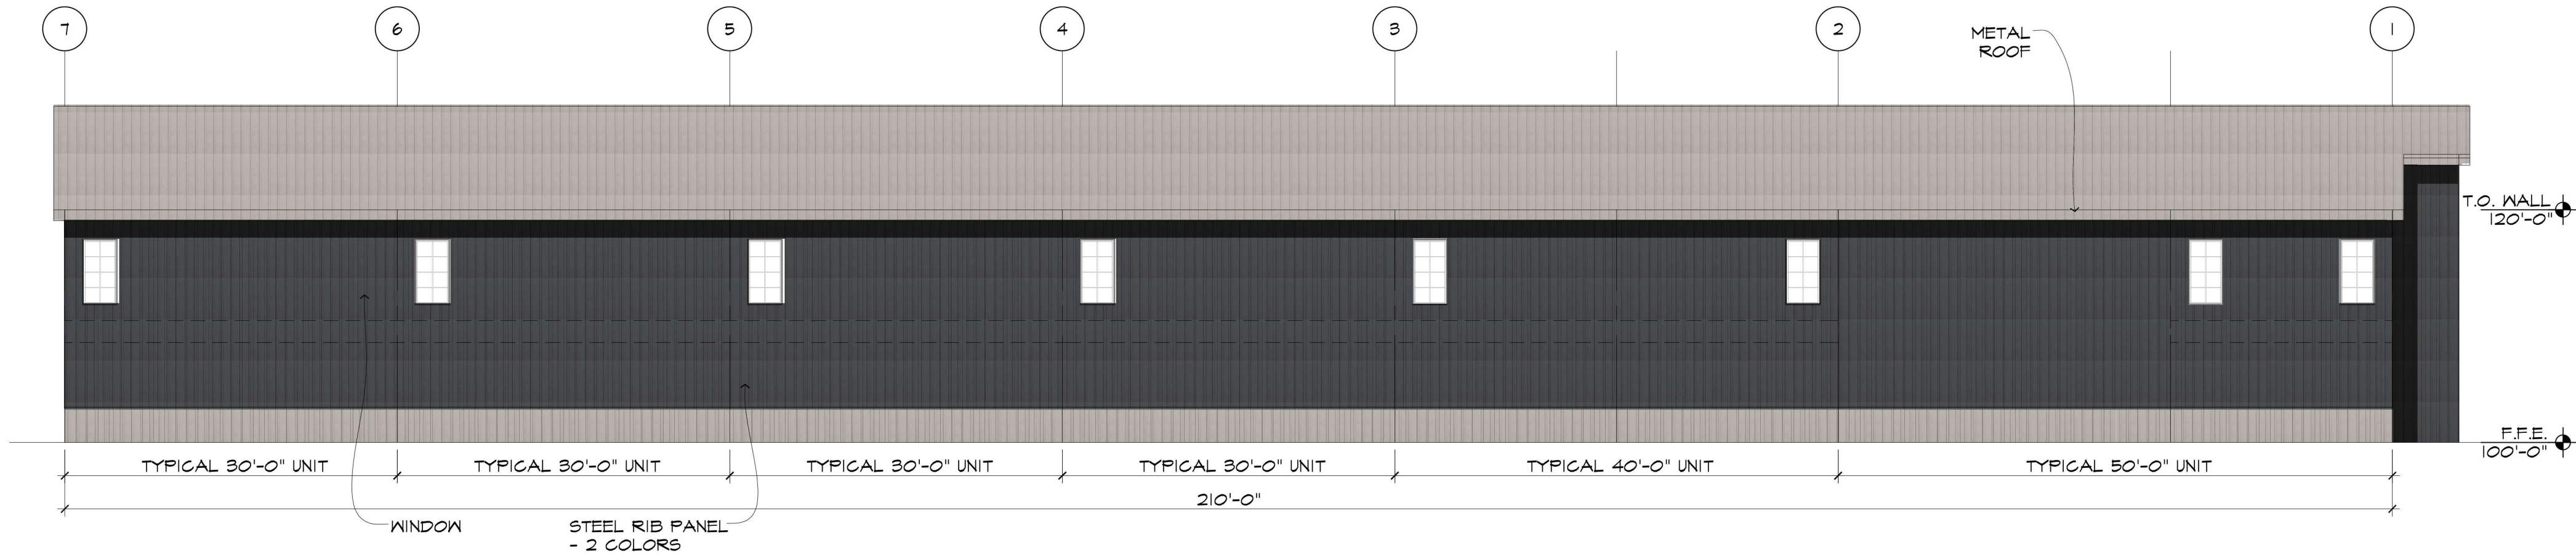 7 6 5 4 3 2 1
METAL
ROOF
T.O. WALL
120'-0"
F.F.E.
100'-0"
TYPICAL 30'-0" UNIT TYPICAL 30'-0" UNIT TYPICAL 30'-0" UNIT TYPICAL 30'-0" UNIT TYPICAL 40'-0" UNIT TYPICAL 50'-0" UNIT
210'-0"
WINDOW
STEEL RIB PANEL
- 2 COLORS